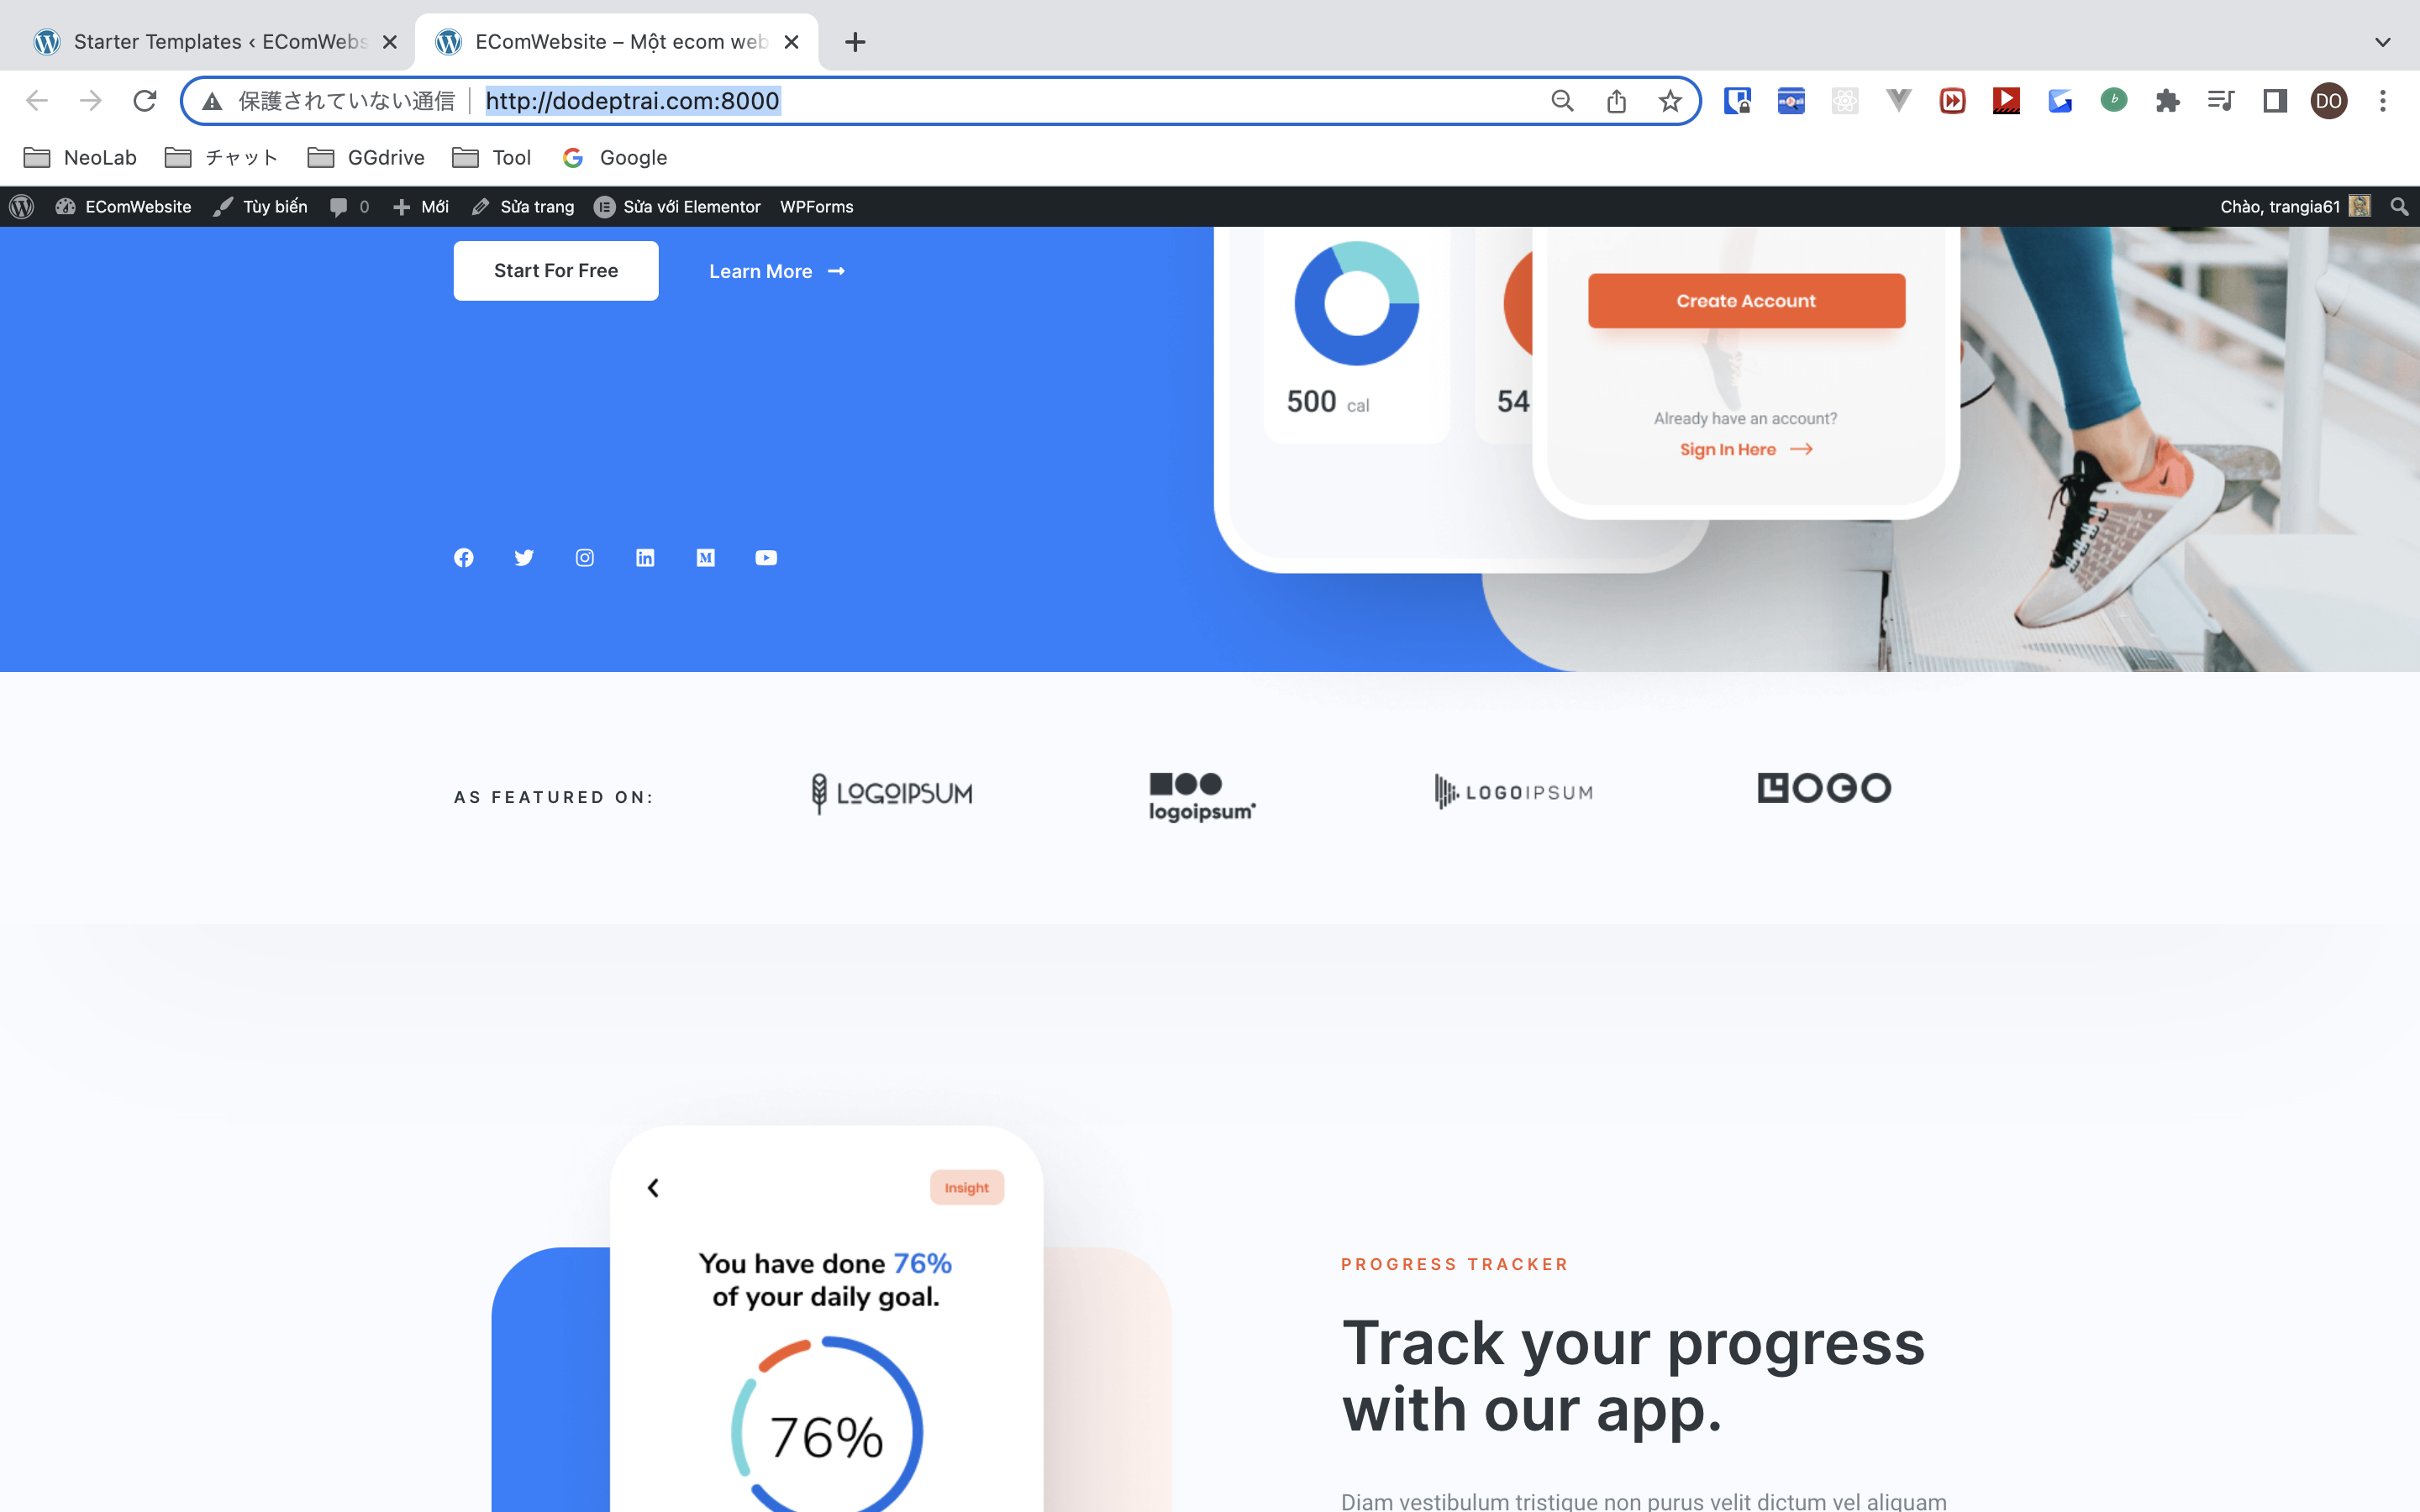 Starter Templates ‹ EComWebs
EComWebsite – Một ecom web
保護されていない通信
http://dodeptrai.com:8000
DO
NeoLab
チャット
GGdrive
Tool
Google
EComWebsite
Tùy biến
0
Mới
Sửa trang
Sửa với Elementor
WPForms
Chào, trangia61
Start For Free
Learn More
500 cal
54
Create Account
Already have an account?
Sign In Here
AS FEATURED ON:
LOGOIPSUM
logoipsum
LOGOIPSUM
LOGO
Insight
You have done 76%
of your daily goal.
76%
PROGRESS TRACKER
Track your progress
with our app.
Diam vestibulum tristique non purus velit dictum vel aliquam